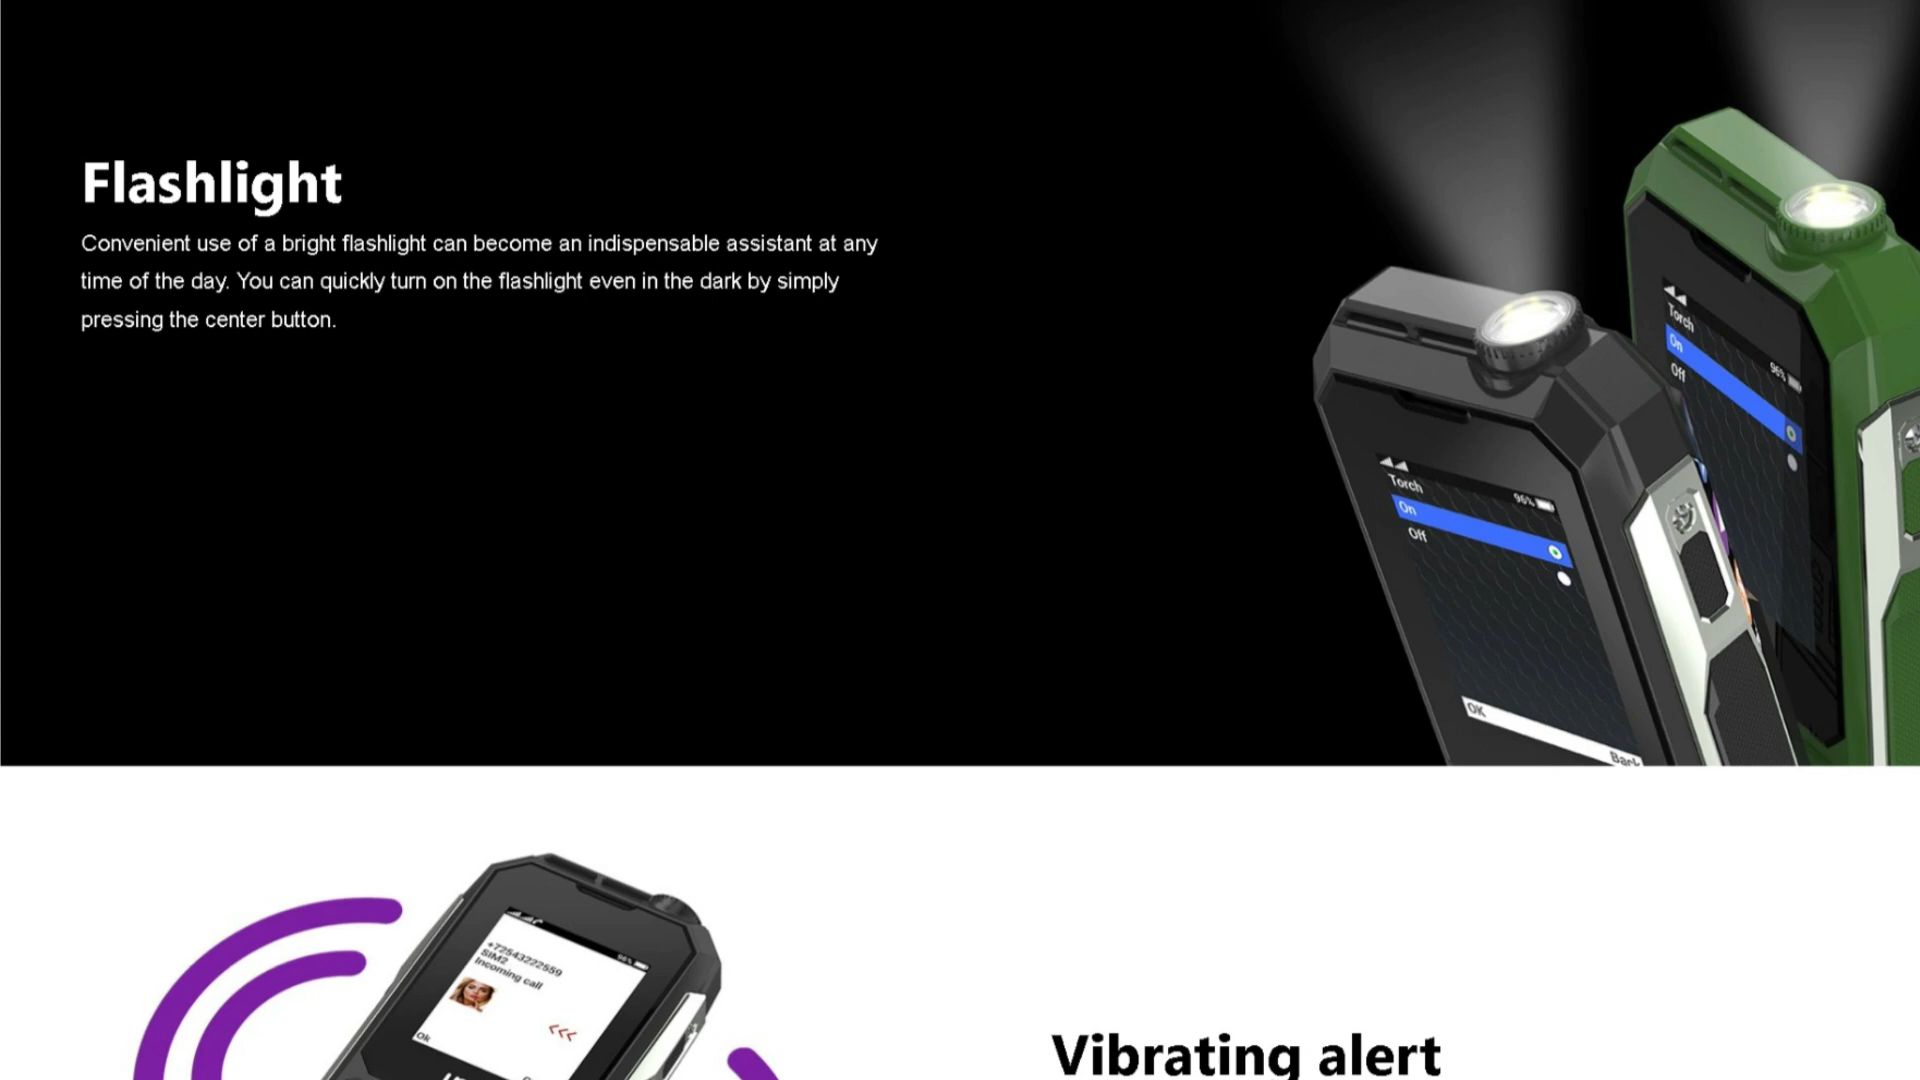 Flashlight
Convenient use of a bright flashlight can become an indispensable assistant at any
time of the day. You can quickly turn on the flashlight even in the dark by simply
pressing the center button.
Torch
96%
On
Off
Torch
96%
On
Off
OK
Back
+72543222559
SIM2
Incoming call
96%
Ok
Vibrating alert